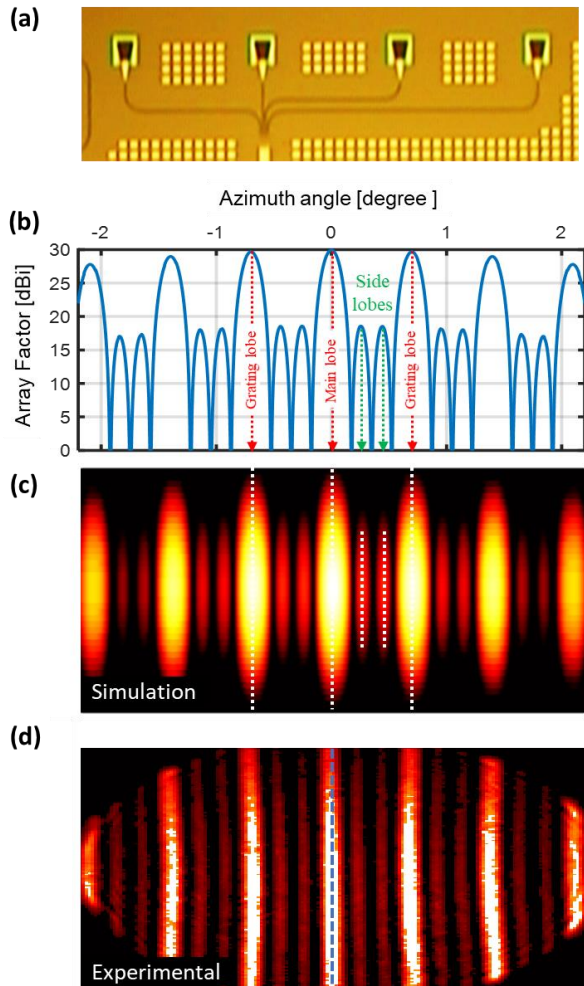 (a)
Azimuth angle [degree ]
(b)
-2 -1 0 1 2
Array Factor [dBi]
30
25
20
15
10
5
0
Grating lobe
Main lobe
Side
lobes
Grating lobe
(c)
Simulation
(d)
Experimental